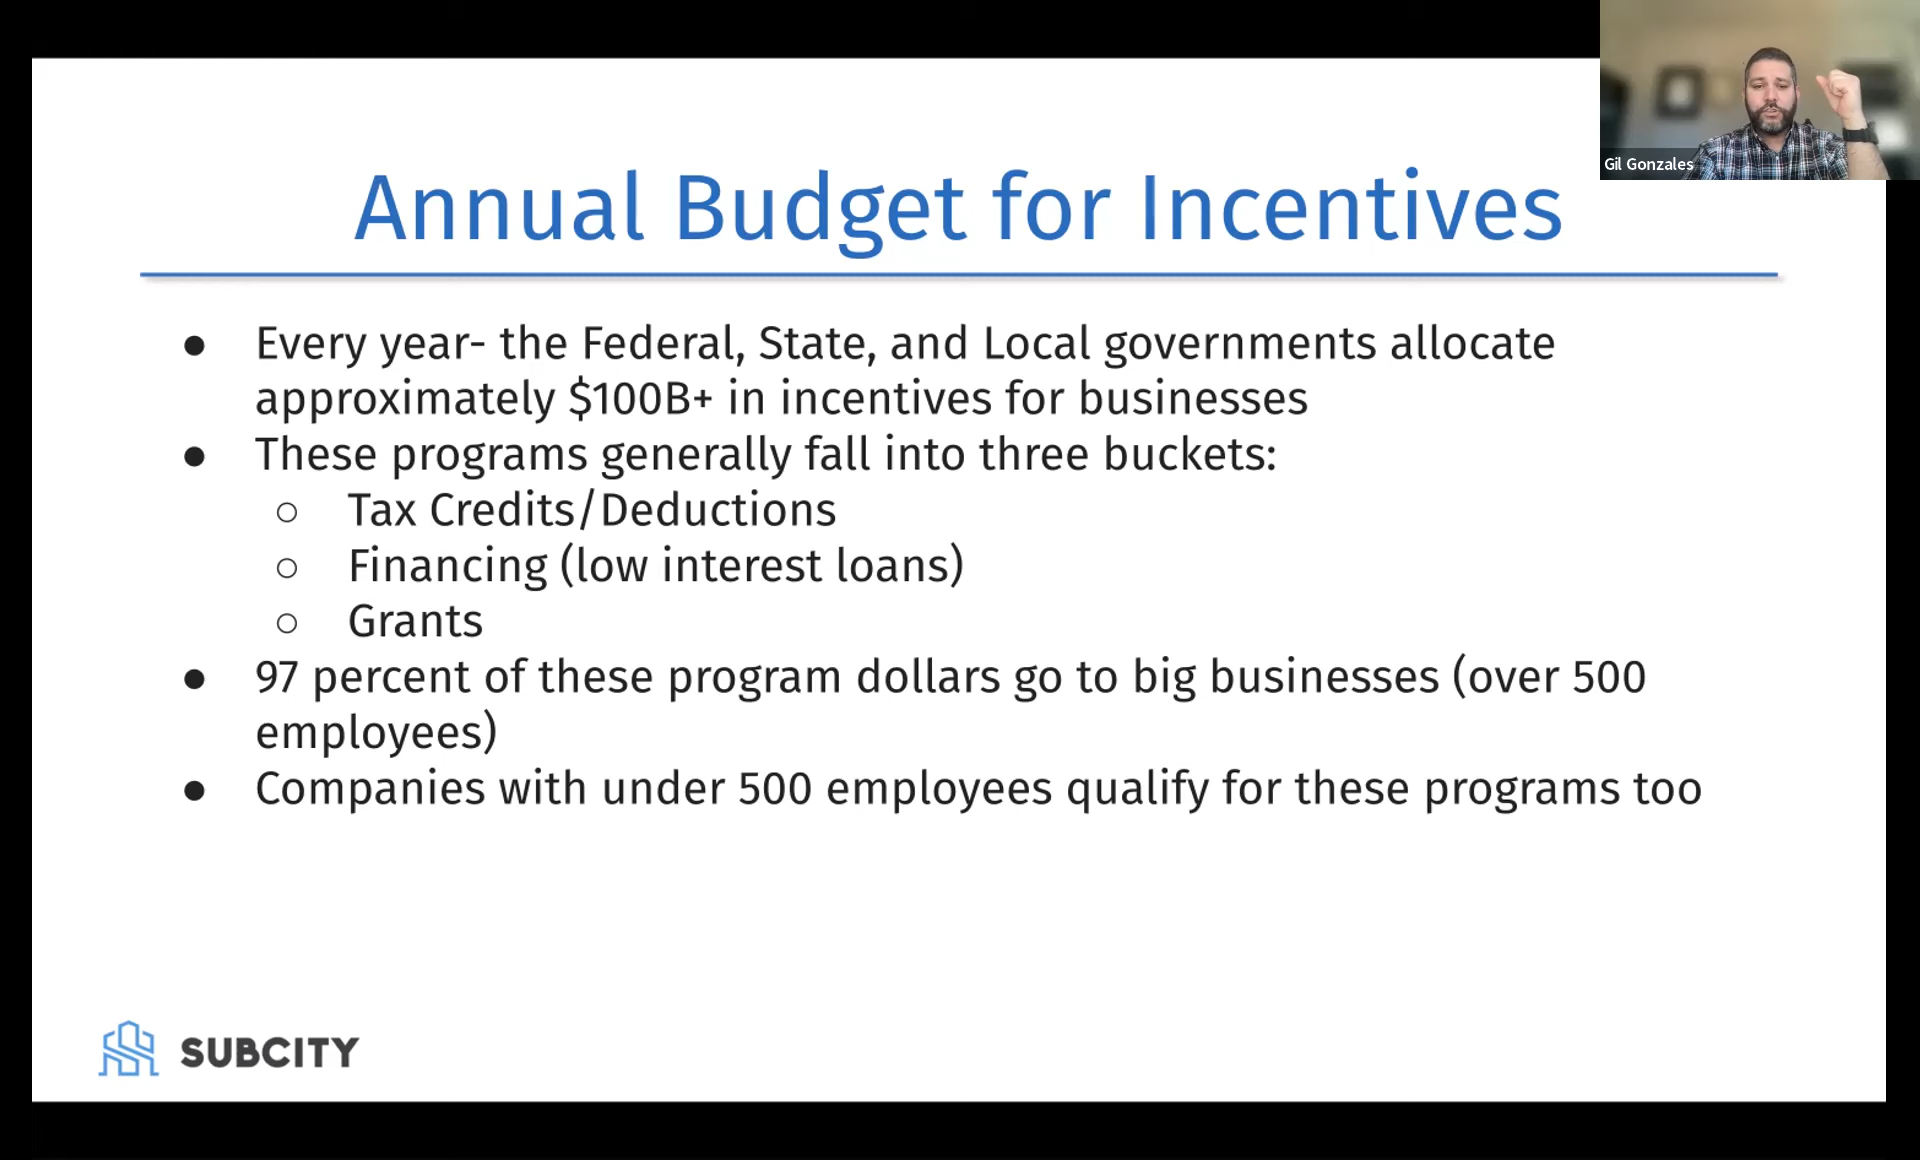 Gil Gonzales
Annual Budget for Incentives
● Every year- the Federal, State, and Local governments allocate
approximately $100B+ in incentives for businesses
● These programs generally fall into three buckets:
○ Tax Credits/Deductions
○ Financing (low interest loans)
○ Grants
● 97 percent of these program dollars go to big businesses (over 500
employees)
● Companies with under 500 employees qualify for these programs too
SUBCITY